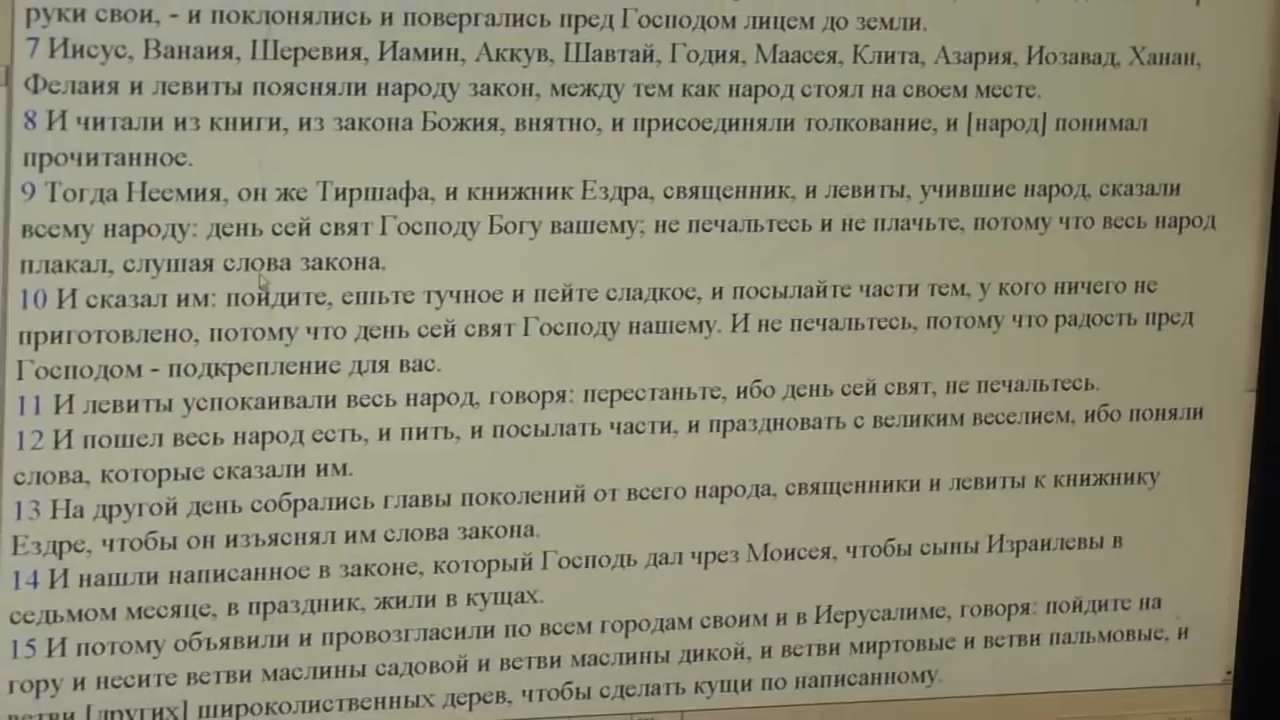 руки свои, - и поклонялись и повергались пред Господом лицем до земли.
7 Иисус, Ванаия, Шеревия, Иамин, Аккув, Шавтай, Годия, Маасея, Клита, Азария, Иозавад, Ханан,
Фелаия и левиты поясняли народу закон, между тем как народ стоял на своем месте.
8 И читали из книги, из закона Божия, внятно, и присоединяли толкование, и [народ] понимал
прочитанное.
9 Тогда Неемия, он же Тиршафа, и книжник Ездра, священник, и левиты, учившие народ, сказали
всему народу: день сей свят Господу Богу вашему; не печальтесь и не плачьте, потому что весь народ
плакал, слушая слова закона.
10 И сказал им: пойдите, ешьте тучное и пейте сладкое, и посылайте части тем, у кого ничего не
приготовлено, потому что день сей свят Господу нашему. И не печальтесь, потому что радость пред
Господом - подкрепление для вас.
11 И левиты успокаивали весь народ, говоря: перестаньте, ибо день сей свят, не печальтесь.
12 И пошел весь народ есть, и пить, и посылать части, и праздновать с великим веселием, ибо поняли
слова, которые сказали им.
13 На другой день собрались главы поколений от всего народа, священники и левиты к книжнику
Ездре, чтобы он изъяснял им слова закона.
14 И нашли написанное в законе, который Господь дал чрез Моисея, чтобы сыны Израилевы в
седьмом месяце, в праздник, жили в кущах.
15 И потому объявили и провозгласили по всем городам своим и в Иерусалиме, говоря: пойдите на
гору и несите ветви маслины садовой и ветви маслины дикой, и ветви миртовые и ветви пальмовые, и
ветви [других] широколиственных дерев, чтобы сделать кущи по написанному.